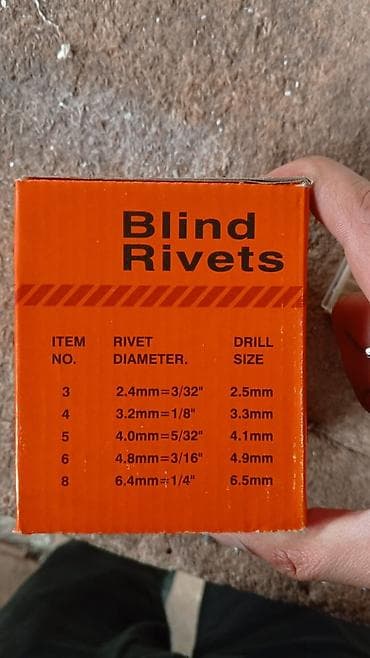 Blind
Rivets
ITEM NO. RIVET DIAMETER. DRILL SIZE
3 2.4mm=3/32" 2.5mm
4 3.2mm=1/8" 3.3mm
5 4.0mm=5/32" 4.1mm
6 4.8mm=3/16" 4.9mm
8 6.4mm=1/4" 6.5mm